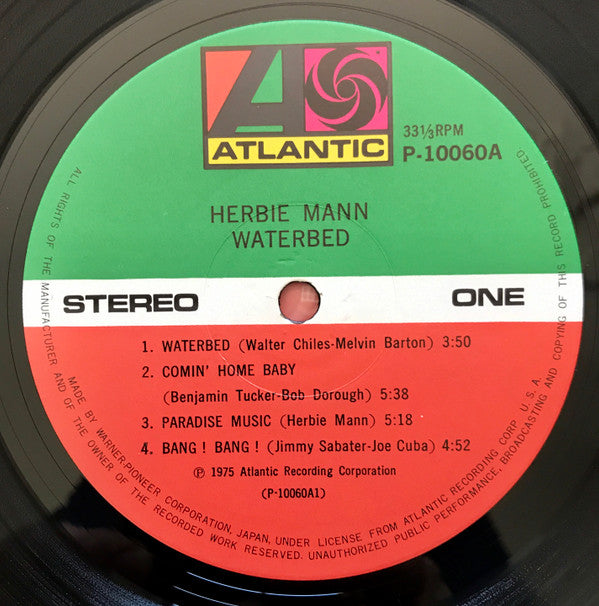 ATLANTIC
33⅓RPM
P-10060A
HERBIE MANN
WATERBED
STEREO
ONE
1. WATERBED (Walter Chiles-Melvin Barton) 3:50
2. COMIN' HOME BABY
(Benjamin Tucker-Bob Dorough) 5:38
3. PARADISE MUSIC (Herbie Mann) 5:18
4. BANG ! BANG ! (Jimmy Sabater-Joe Cuba) 4:52
Ⓟ 1975 Atlantic Recording Corporation
(P-10060A1)
MADE BY WARNER-PIONEER CORPORATION, JAPAN, UNDER LICENSE FROM ATLANTIC RECORDING CORP. U. S. A.
ALL RIGHTS OF THE MANUFACTURER AND OF THE OWNER OF THE RECORDED WORK RESERVED. UNAUTHORIZED PUBLIC PERFORMANCE, BROADCASTING AND COPYING OF THIS RECORD PROHIBITED.